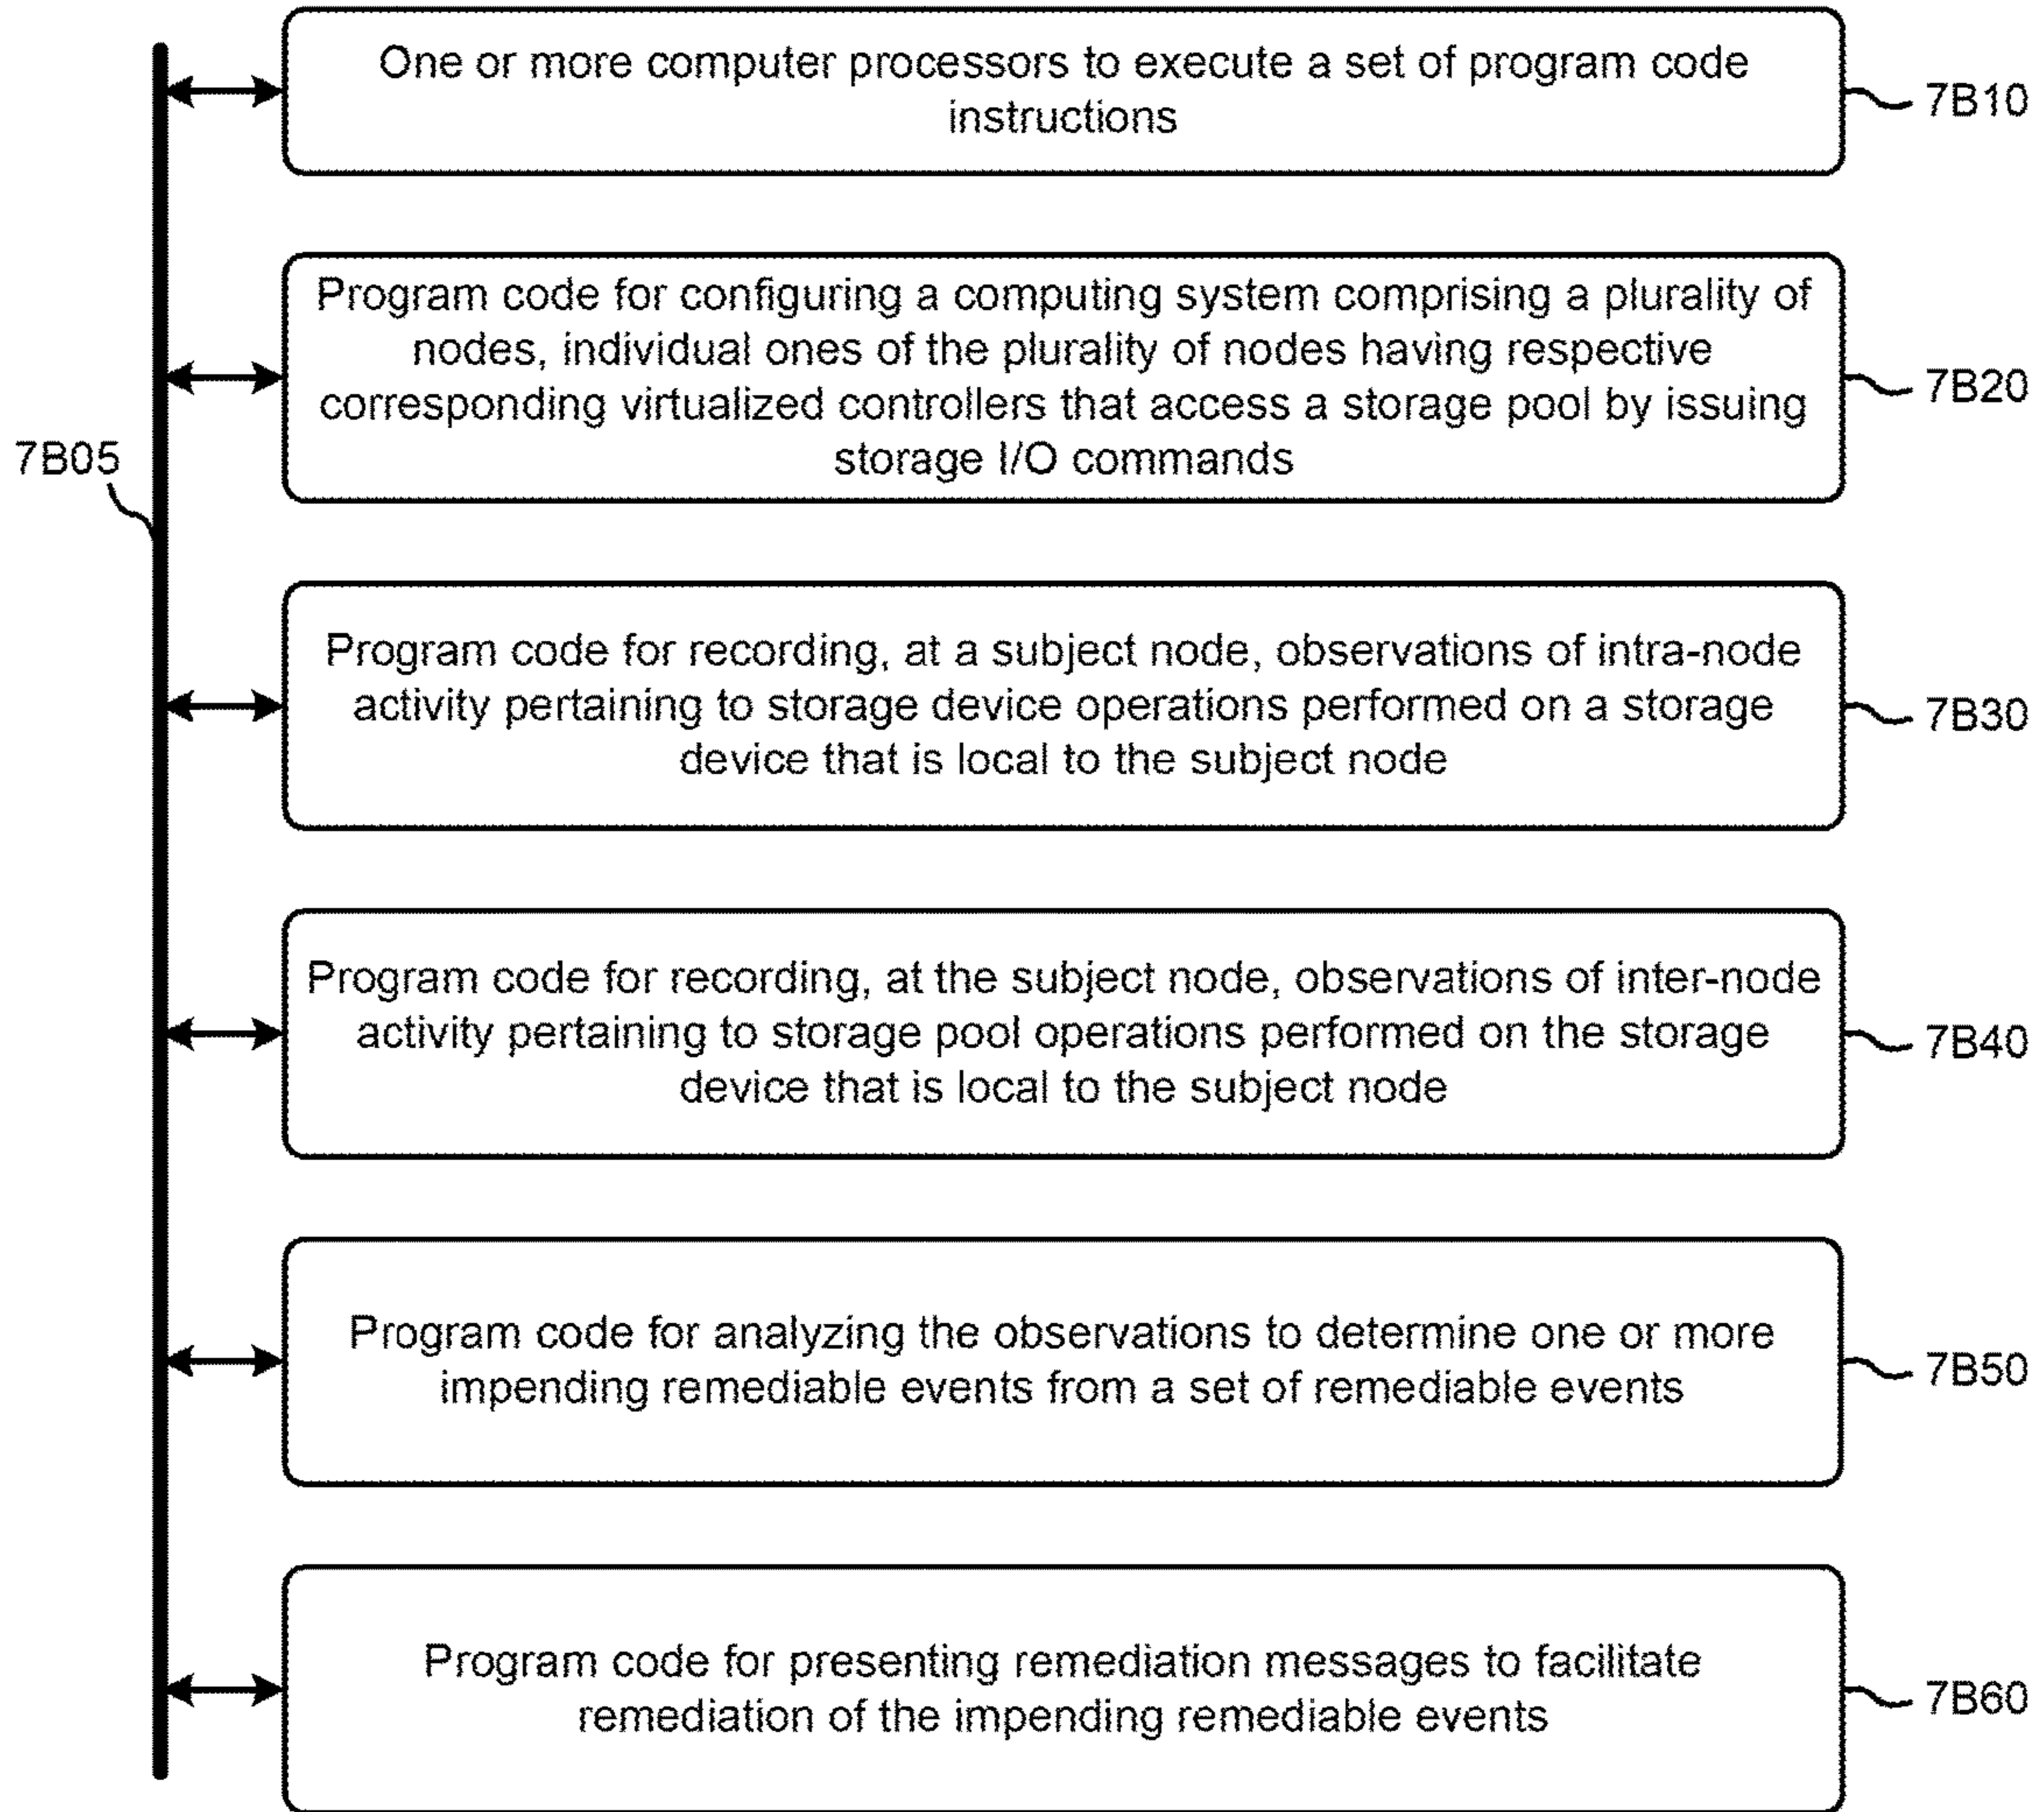 One or more computer processors to execute a set of program code
instructions
7B10
Program code for configuring a computing system comprising a plurality of
nodes, individual ones of the plurality of nodes having respective
corresponding virtualized controllers that access a storage pool by issuing
storage I/O commands
7B20
7B05
Program code for recording, at a subject node, observations of intra-node
activity pertaining to storage device operations performed on a storage
device that is local to the subject node
7B30
Program code for recording, at the subject node, observations of inter-node
activity pertaining to storage pool operations performed on the storage
device that is local to the subject node
7B40
Program code for analyzing the observations to determine one or more
impending remediable events from a set of remediable events
7B50
Program code for presenting remediation messages to facilitate
remediation of the impending remediable events
7B60